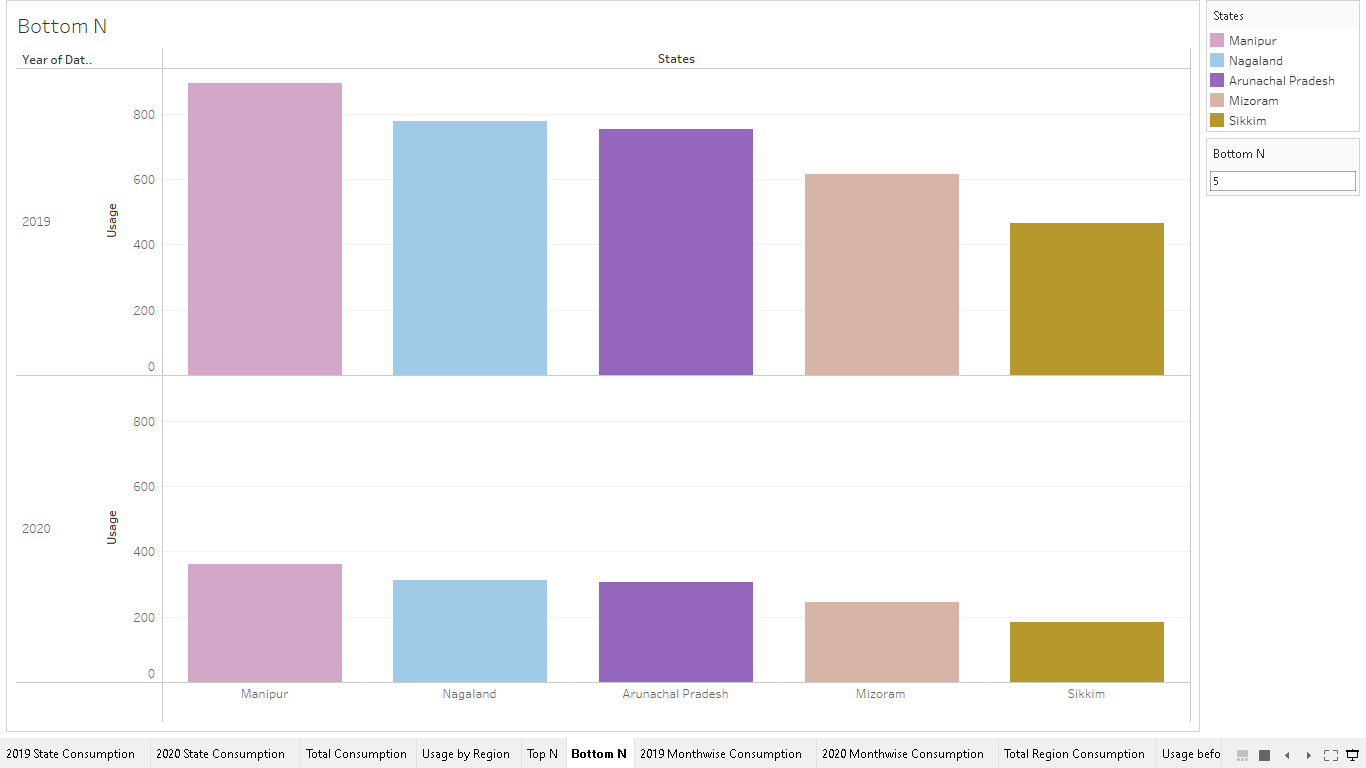 Bottom N
Year of Dat..
States
2019
Usage
800
600
400
200
0
2020
Usage
800
600
400
200
0
Manipur Nagaland Arunachal Pradesh Mizoram Sikkim
States
Manipur
Nagaland
Arunachal Pradesh
Mizoram
Sikkim
Bottom N
5
2019 State Consumption 2020 State Consumption Total Consumption Usage by Region Top N Bottom N 2019 Monthwise Consumption 2020 Monthwise Consumption Total Region Consumption Usage befo